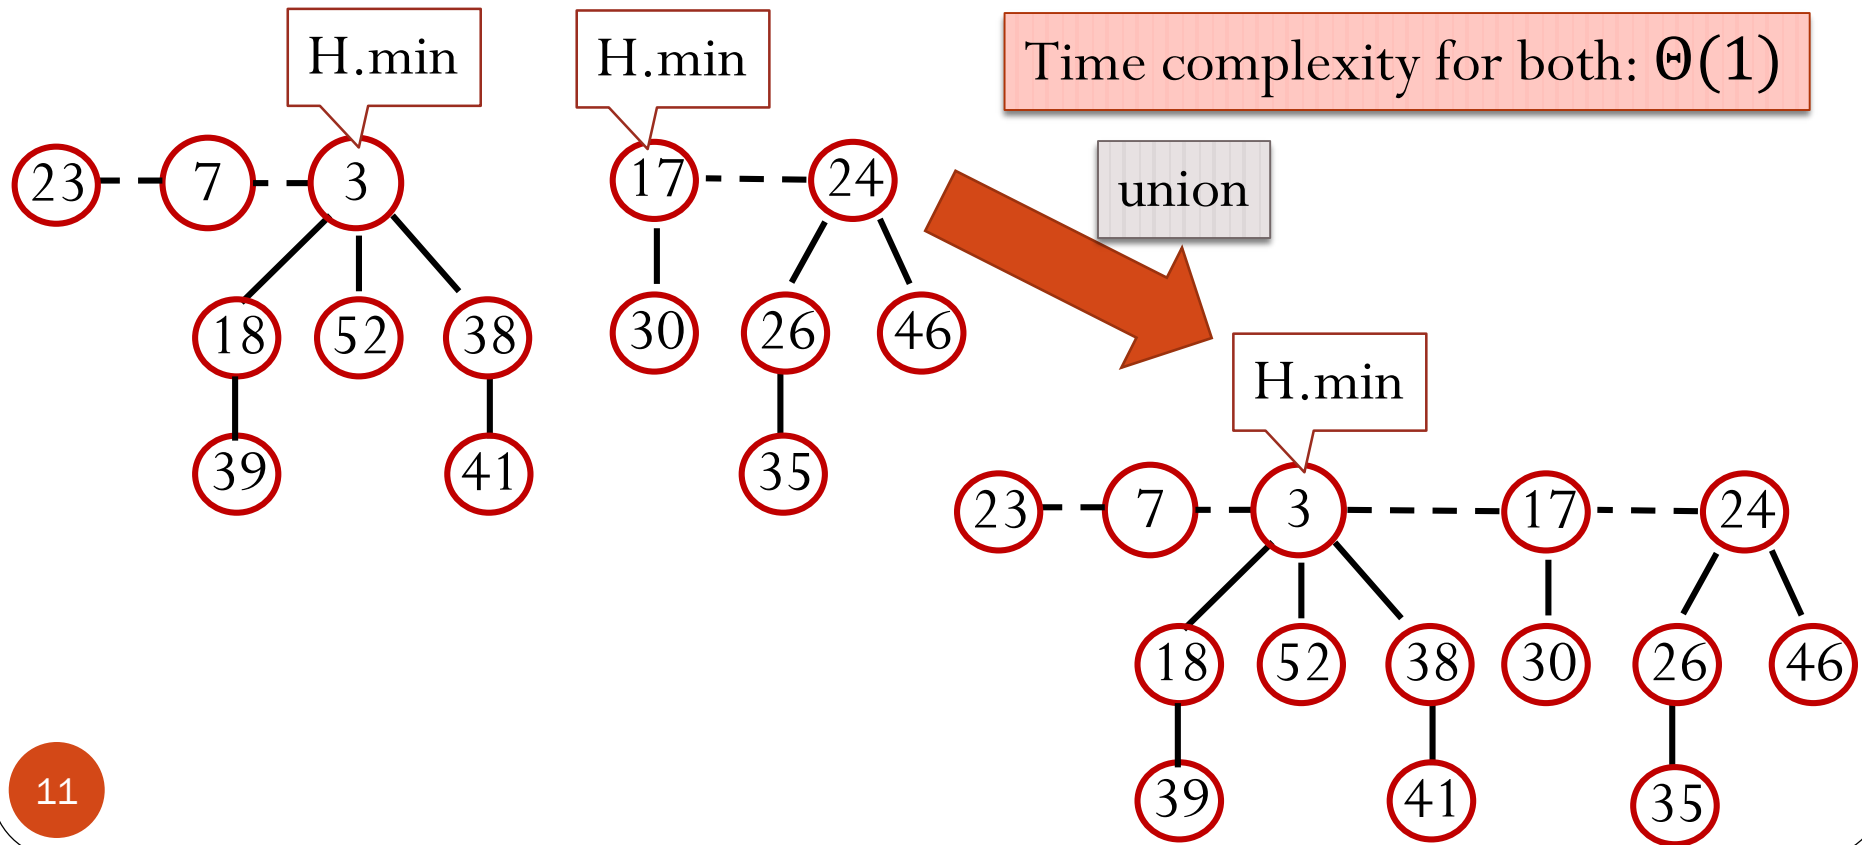 H.min
H.min
Time complexity for both: Θ(1)
23 7 3
17 24
union
18 52 38
30 26 46
39 41
35
H.min
23 7 3 17 24
18 52 38 30 26 46
39 41 35
11